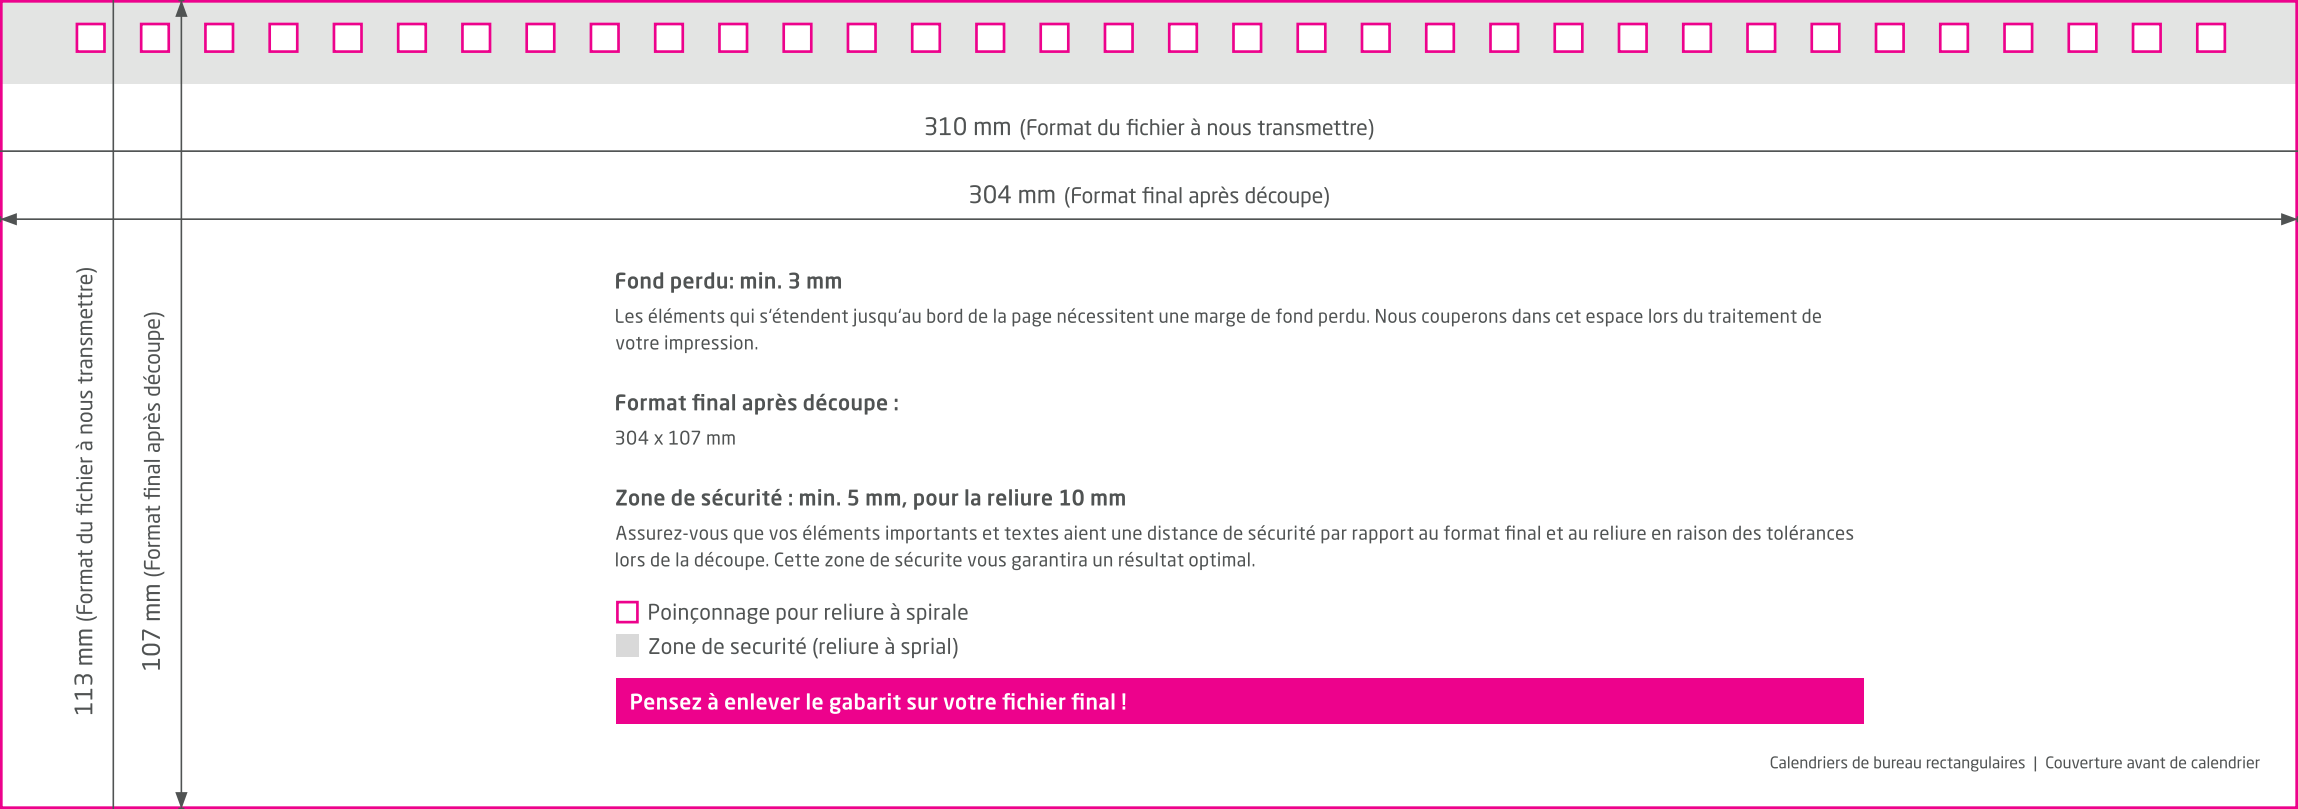 310 mm (Format du fichier à nous transmettre)
304 mm (Format final après découpe)
113 mm (Format du fichier à nous transmettre)
107 mm (Format final après découpe)
Fond perdu: min. 3 mm
Les éléments qui s‘étendent jusqu‘au bord de la page nécessitent une marge de fond perdu. Nous couperons dans cet espace lors du traitement de
votre impression.
Format final après découpe :
304 x 107 mm
Zone de sécurité : min. 5 mm, pour la reliure 10 mm
Assurez-vous que vos éléments importants et textes aient une distance de sécurité par rapport au format final et au reliure en raison des tolérances
lors de la découpe. Cette zone de sécurite vous garantira un résultat optimal.
Poinçonnage pour reliure à spirale
Zone de securité (reliure à sprial)
Pensez à enlever le gabarit sur votre fichier final !
Calendriers de bureau rectangulaires | Couverture avant de calendrier